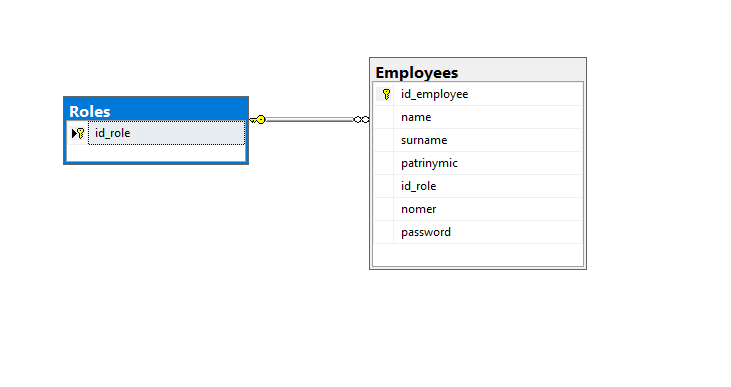 Roles
id_role
Employees
id_employee
name
surname
patrinymic
id_role
nomer
password